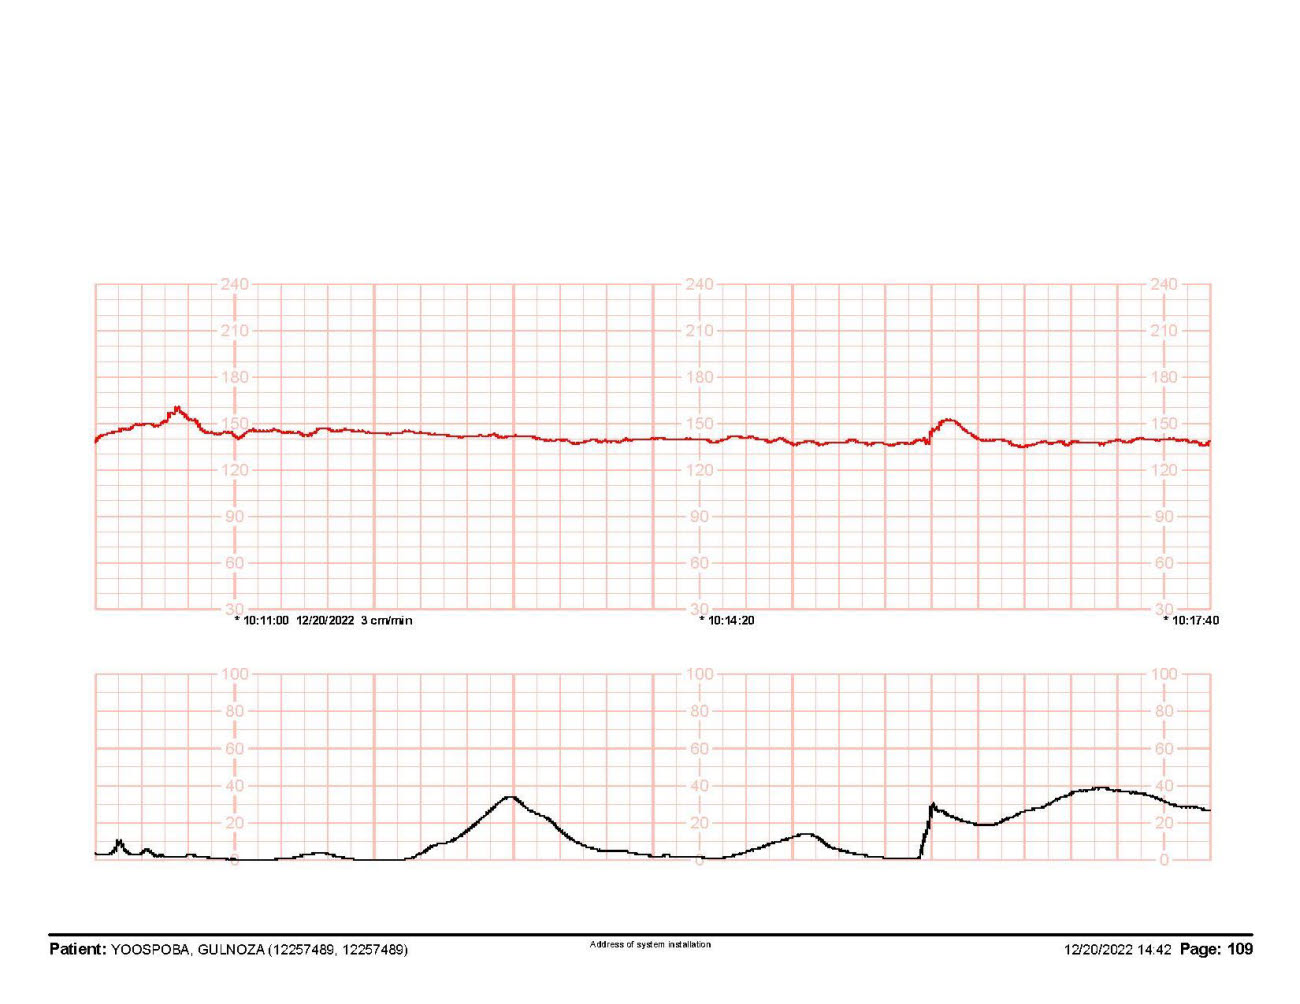 240 240 240
210 210 210
180 180 180
150 150 150
120 120 120
90 90 90
60 60 60
30 30 30
* 10:11:00 12/20/2022 3 cm/min * 10:14:20 * 10:17:40
100 100 100
80 80 80
60 60 60
40 40 40
20 20 20
0 0 0
Patient: YOOSPOBA, GULNOZA (12257489, 12257489) Address of system installation 12/20/2022 14:42 Page: 109